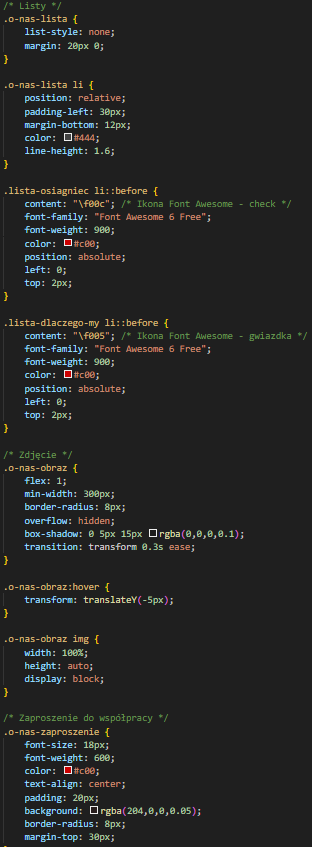 /* Listy */
.o-nas-lista {
    list-style: none;
    margin: 20px 0;
}

.o-nas-lista li {
    position: relative;
    padding-left: 30px;
    margin-bottom: 12px;
    color: #444;
    line-height: 1.6;
}

.lista-osiagniec li::before {
    content: "\f00c"; /* Ikona Font Awesome - check */
    font-family: "Font Awesome 6 Free";
    font-weight: 900;
    color: #c00;
    position: absolute;
    left: 0;
    top: 2px;
}

.lista-dlaczego-my li::before {
    content: "\f005"; /* Ikona Font Awesome - gwiazdka */
    font-family: "Font Awesome 6 Free";
    font-weight: 900;
    color: #c00;
    position: absolute;
    left: 0;
    top: 2px;
}

/* Zdjęcie */
.o-nas-obraz {
    flex: 1;
    min-width: 300px;
    border-radius: 8px;
    overflow: hidden;
    box-shadow: 0 5px 15px rgba(0,0,0,0.1);
    transition: transform 0.3s ease;
}

.o-nas-obraz:hover {
    transform: translateY(-5px);
}

.o-nas-obraz img {
    width: 100%;
    height: auto;
    display: block;
}

/* Zaproszenie do współpracy */
.o-nas-zaproszenie {
    font-size: 18px;
    font-weight: 600;
    color: #c00;
    text-align: center;
    padding: 20px;
    background: rgba(204,0,0,0.05);
    border-radius: 8px;
    margin-top: 30px;
}